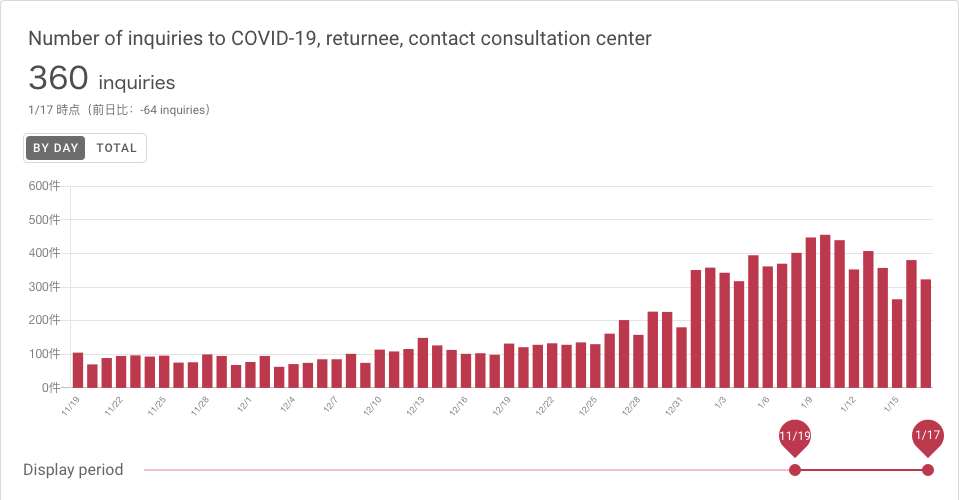 Number of inquiries to COVID-19, returnee, contact consultation center
360 inquiries
1/17 時点（前日比：-64 inquiries）
BY DAY TOTAL
600件
500件
400件
300件
200件
100件
0件
11/19 11/22 11/25 11/28 12/1 12/4 12/7 12/10 12/13 12/16 12/19 12/22 12/25 12/28 12/31 1/3 1/6 1/9 1/12 1/15
11/19 1/17
Display period